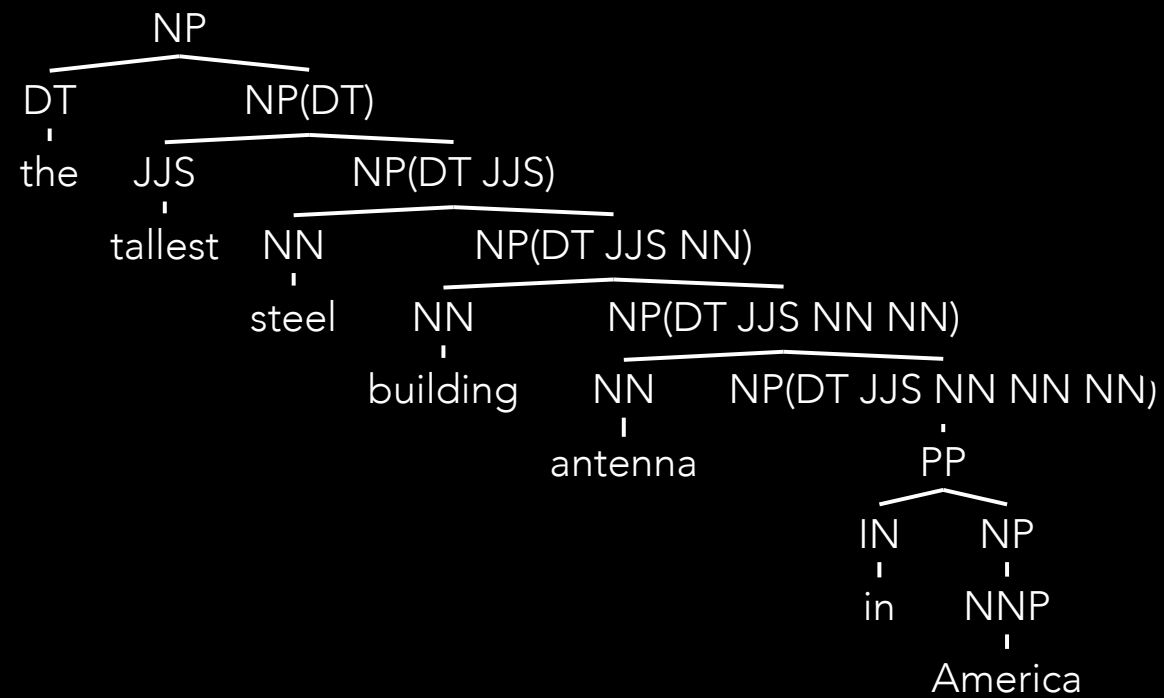 NP
DT NP(DT)
the JJS NP(DT JJS)
tallest NN NP(DT JJS NN)
steel NN NP(DT JJS NN NN)
building NN NP(DT JJS NN NN NN)
antenna PP
IN NP
in NNP
America